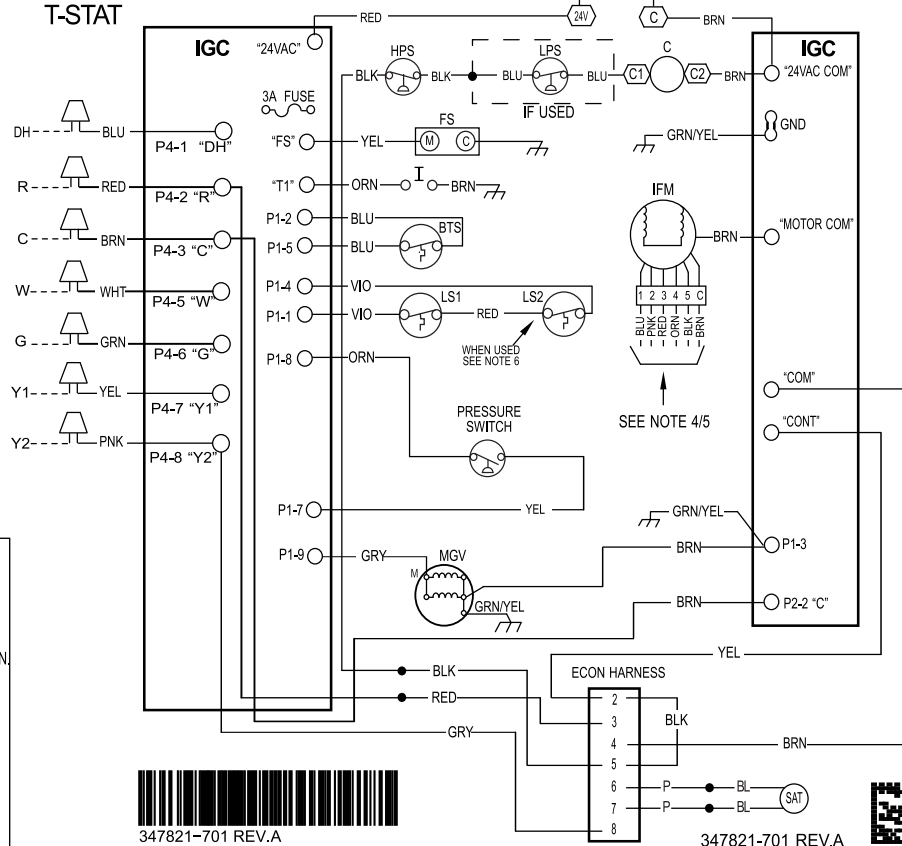 T-STAT
RED
24V
C
BRN
IGC
"24VAC"
HPS
LPS
C
IGC
BLK
BLK
BLU
BLU
C1
C2
BRN
"24VAC COM"
IF USED
3A FUSE
FS
GRN/YEL
GND
DH
BLU
P4-1 "DH"
"FS"
YEL
M
C
R
RED
P4-2 "R"
"T1"
ORN
BRN
IFM
P1-2
BLU
BTS
C
BRN
P4-3 "C"
P1-5
BLU
BRN
"MOTOR COM"
P1-4
VIO
W
WHT
P4-5 "W"
LS1
LS2
P1-1
VIO
RED
1 2 3 4 5 C
BLU
PNK
RED
ORN
BLK
BRN
WHEN USED
SEE NOTE 6
G
GRN
P4-6 "G"
P1-8
ORN
Y1
YEL
P4-7 "Y1"
"COM"
PRESSURE
SWITCH
SEE NOTE 4/5
"CONT"
Y2
PNK
P4-8 "Y2"
P1-7
YEL
GRN/YEL
P1-9
GRY
M
MGV
BRN
P1-3
GRN/YEL
BRN
P2-2 "C"
N.
YEL
BLK
ECON HARNESS
RED
2
3
BLK
GRY
4
BRN
5
6
P
BL
SAT
7
P
BL
8
347821-701 REV.A
347821-701 REV.A